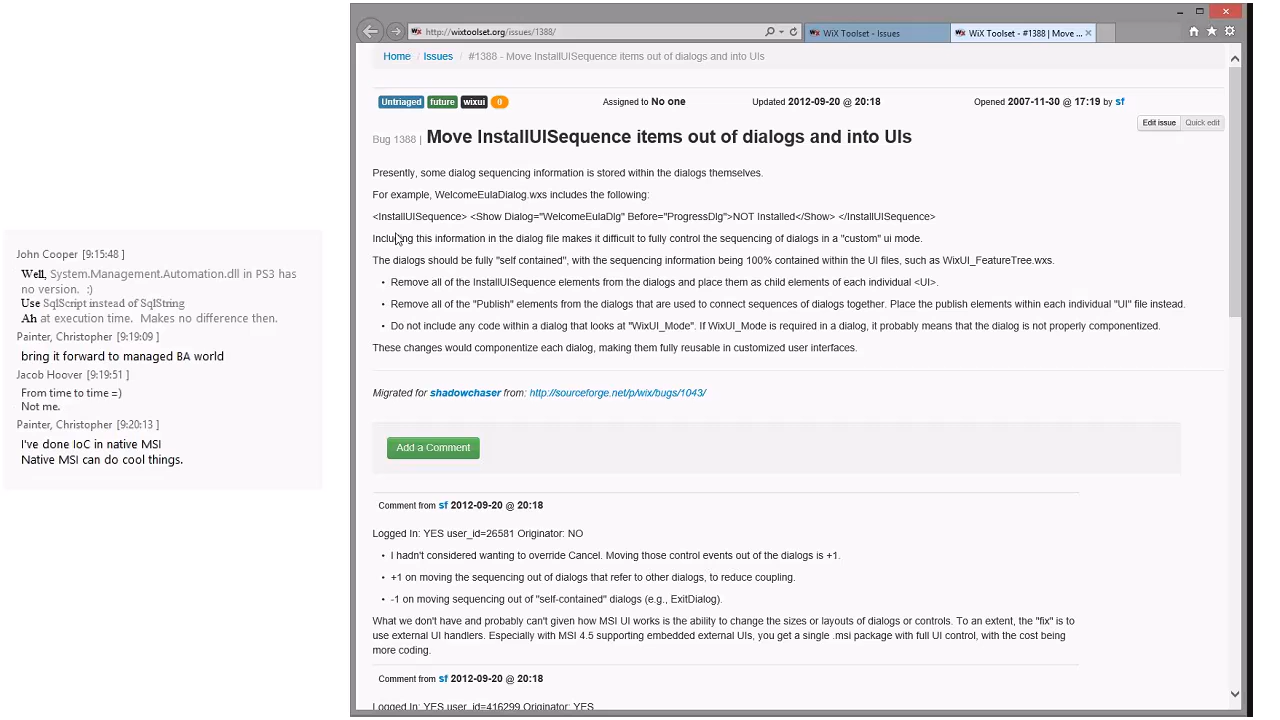 John Cooper [9:15:48 ]
Well, System.Management.Automation.dll in PS3 has
no version. :)
Use SqlScript instead of SqlString
Ah at execution time. Makes no difference then.
Painter, Christopher [9:19:09 ]
bring it forward to managed BA world
Jacob Hoover [9:19:51 ]
From time to time =)
Not me.
Painter, Christopher [9:20:13 ]
I've done IoC in native MSI
Native MSI can do cool things.
http://wixtoolset.org/issues/1388/
WiX Toolset - Issues
WiX Toolset - #1388 | Move ...
Home / Issues / #1388 - Move InstallUISequence items out of dialogs and into UIs
Untriaged future wixui 0 Assigned to No one Updated 2012-09-20 @ 20:18 Opened 2007-11-30 @ 17:19 by sf
Edit issue Quick edit
Bug 1388 | Move InstallUISequence items out of dialogs and into UIs
Presently, some dialog sequencing information is stored within the dialogs themselves.
For example, WelcomeEulaDialog.wxs includes the following:
<InstallUISequence> <Show Dialog="WelcomeEulaDlg" Before="ProgressDlg">NOT Installed</Show> </InstallUISequence>
Including this information in the dialog file makes it difficult to fully control the sequencing of dialogs in a "custom" ui mode.
The dialogs should be fully "self contained", with the sequencing information being 100% contained within the UI files, such as WixUI_FeatureTree.wxs.
• Remove all of the InstallUISequence elements from the dialogs and place them as child elements of each individual <UI>.
• Remove all of the "Publish" elements from the dialogs that are used to connect sequences of dialogs together. Place the publish elements within each individual "UI" file instead.
• Do not include any code within a dialog that looks at "WixUI_Mode". If WixUI_Mode is required in a dialog, it probably means that the dialog is not properly componentized.
These changes would componentize each dialog, making them fully reusable in customized user interfaces.
Migrated for shadowchaser from: http://sourceforge.net/p/wix/bugs/1043/
Add a Comment
Comment from sf 2012-09-20 @ 20:18
Logged In: YES user_id=26581 Originator: NO
• I hadn't considered wanting to override Cancel. Moving those control events out of the dialogs is +1.
• +1 on moving the sequencing out of dialogs that refer to other dialogs, to reduce coupling.
• -1 on moving sequencing out of "self-contained" dialogs (e.g., ExitDialog).
What we don't have and probably can't given how MSI UI works is the ability to change the sizes or layouts of dialogs or controls. To an extent, the "fix" is to
use external UI handlers. Especially with MSI 4.5 supporting embedded external UIs, you get a single .msi package with full UI control, with the cost being
more coding.
Comment from sf 2012-09-20 @ 20:18
Logged In: YES user_id=416299 Originator: YES